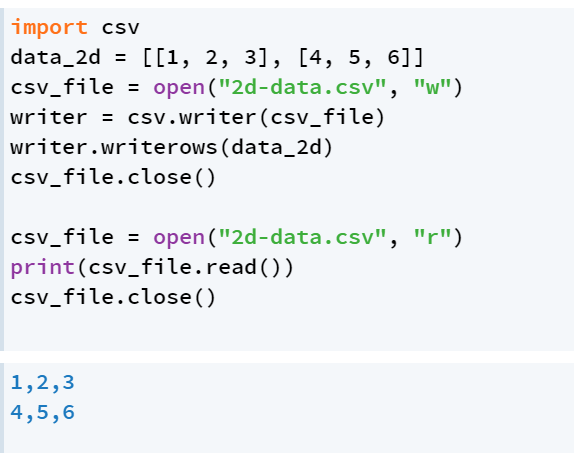 import csv
data_2d = [[1, 2, 3], [4, 5, 6]]
csv_file = open("2d-data.csv", "w")
writer = csv.writer(csv_file)
writer.writerows(data_2d)
csv_file.close()

csv_file = open("2d-data.csv", "r")
print(csv_file.read())
csv_file.close()

1,2,3
4,5,6